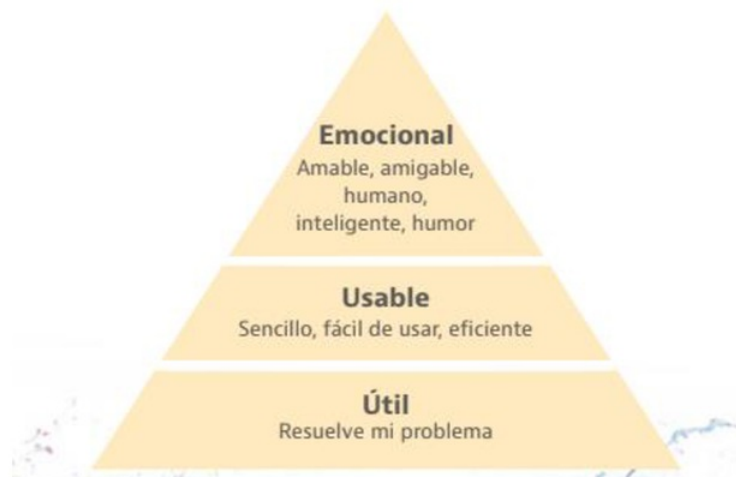 Emocional
Amable, amigable,
humano,
inteligente, humor
Usable
Sencillo, fácil de usar, eficiente
Útil
Resuelve mi problema